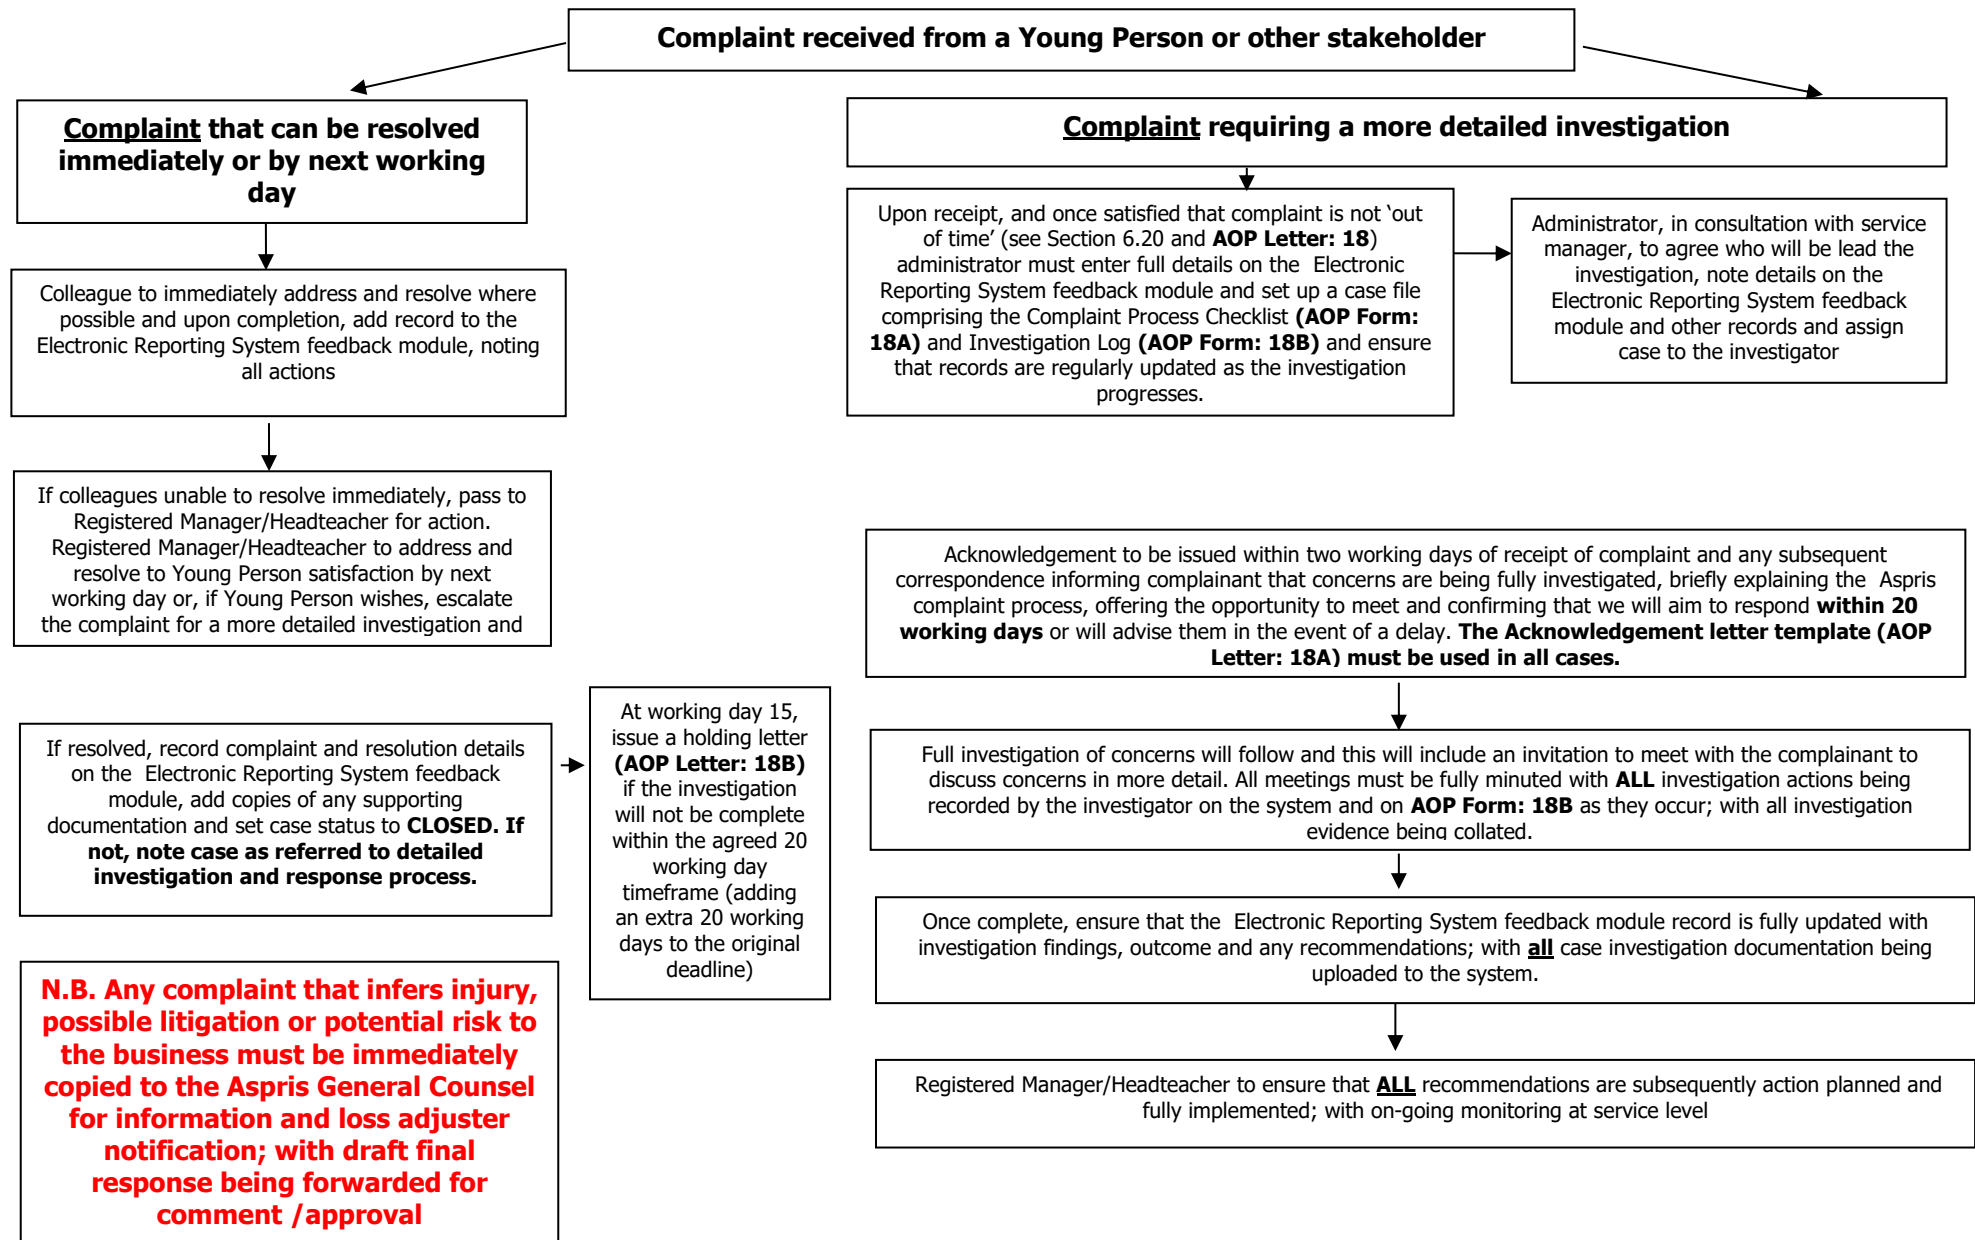 Complaint received from a Young Person or other stakeholder
Complaint that can be resolved
immediately or by next working
day
Colleague to immediately address and resolve where
possible and upon completion, add record to the
Electronic Reporting System feedback module, noting
all actions
If colleagues unable to resolve immediately, pass to
Registered Manager/Headteacher for action.
Registered Manager/Headteacher to address and
resolve to Young Person satisfaction by next
working day or, if Young Person wishes, escalate
the complaint for a more detailed investigation and
If resolved, record complaint and resolution details
on the Electronic Reporting System feedback
module, add copies of any supporting
documentation and set case status to CLOSED. If
not, note case as referred to detailed
investigation and response process.
N.B. Any complaint that infers injury,
possible litigation or potential risk to
the business must be immediately
copied to the Aspris General Counsel
for information and loss adjuster
notification; with draft final
response being forwarded for
comment /approval
At working day 15,
issue a holding letter
(AOP Letter: 18B)
if the investigation
will not be complete
within the agreed 20
working day
timeframe (adding
an extra 20 working
days to the original
deadline)
Complaint requiring a more detailed investigation
Upon receipt, and once satisfied that complaint is not ‘out
of time’ (see Section 6.20 and AOP Letter: 18)
administrator must enter full details on the Electronic
Reporting System feedback module and set up a case file
comprising the Complaint Process Checklist (AOP Form:
18A) and Investigation Log (AOP Form: 18B) and ensure
that records are regularly updated as the investigation
progresses.
Administrator, in consultation with service
manager, to agree who will be lead the
investigation, note details on the
Electronic Reporting System feedback
module and other records and assign
case to the investigator
Acknowledgement to be issued within two working days of receipt of complaint and any subsequent
correspondence informing complainant that concerns are being fully investigated, briefly explaining the Aspris
complaint process, offering the opportunity to meet and confirming that we will aim to respond within 20
working days or will advise them in the event of a delay. The Acknowledgement letter template (AOP
Letter: 18A) must be used in all cases.
Full investigation of concerns will follow and this will include an invitation to meet with the complainant to
discuss concerns in more detail. All meetings must be fully minuted with ALL investigation actions being
recorded by the investigator on the system and on AOP Form: 18B as they occur; with all investigation
evidence being collated.
Once complete, ensure that the Electronic Reporting System feedback module record is fully updated with
investigation findings, outcome and any recommendations; with all case investigation documentation being
uploaded to the system.
Registered Manager/Headteacher to ensure that ALL recommendations are subsequently action planned and
fully implemented; with on-going monitoring at service level